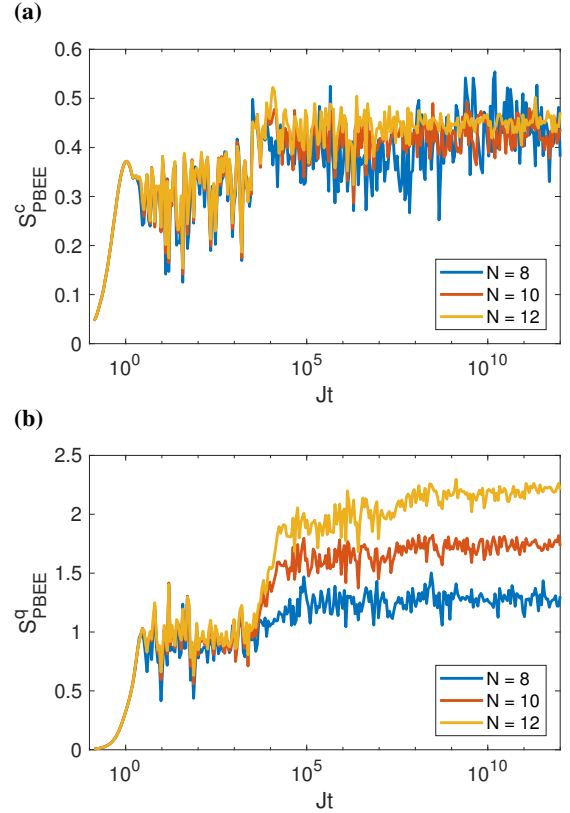 (a)
0.6
0.5
0.4
0.3
0.2
0.1
0
S^c_PBEE
N = 8
N = 10
N = 12
10^0
10^5
10^10
Jt
(b)
2.5
2
1.5
1
0.5
0
S^q_PBEE
N = 8
N = 10
N = 12
10^0
10^5
10^10
Jt